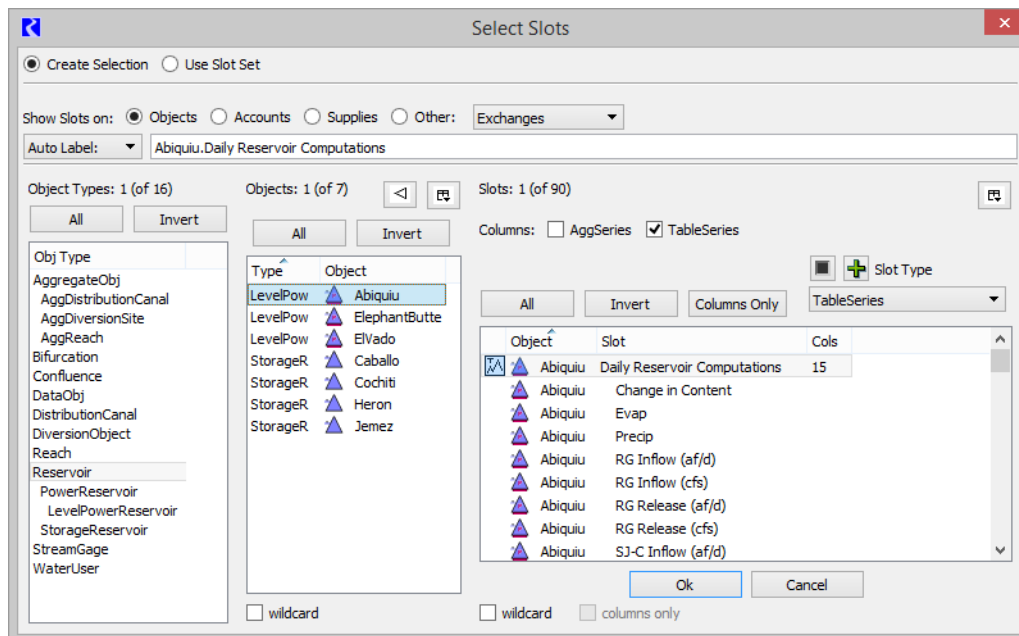 Select Slots
Create Selection Use Slot Set
Show Slots on: Objects Accounts Supplies Other: Exchanges
Auto Label: Abiquiu.Daily Reservoir Computations
Object Types: 1 (of 16)
All Invert
Obj Type
AggregateObj
AggDistributionCanal
AggDiversionSite
AggReach
Bifurcation
Confluence
DataObj
DistributionCanal
DiversionObject
Reach
Reservoir
PowerReservoir
LevelPowerReservoir
StorageReservoir
StreamGage
WaterUser
Objects: 1 (of 7)
All Invert
Type Object
LevelPow Abiquiu
LevelPow ElephantButte
LevelPow ElVado
StorageR Caballo
StorageR Cochiti
StorageR Heron
StorageR Jemez
wildcard
Slots: 1 (of 90)
Columns: AggSeries TableSeries
Slot Type
All Invert Columns Only TableSeries
Object Slot Cols
Abiquiu Daily Reservoir Computations 15
Abiquiu Change in Content
Abiquiu Evap
Abiquiu Precip
Abiquiu RG Inflow (af/d)
Abiquiu RG Inflow (cfs)
Abiquiu RG Release (af/d)
Abiquiu RG Release (cfs)
Abiquiu SJ-C Inflow (af/d)
Ok Cancel
wildcard columns only